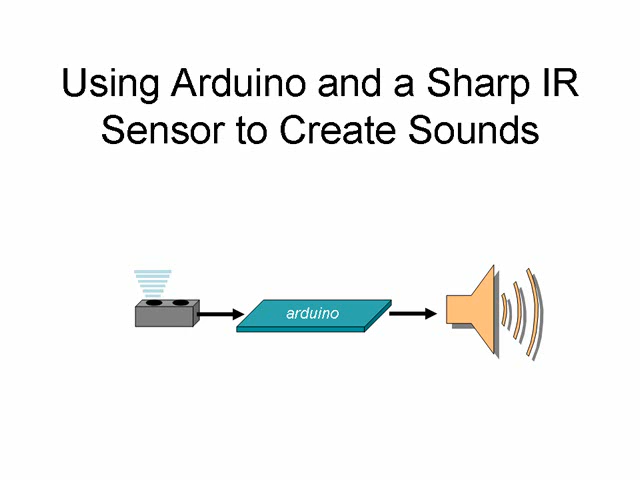 Using Arduino and a Sharp IR
Sensor to Create Sounds
arduino